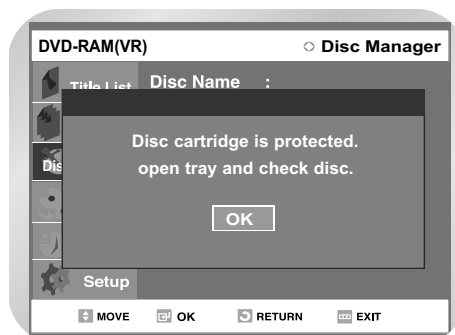 DVD-RAM(VR) Disc Manager
Title List Disc Name :
Disc cartridge is protected.
Dis
open tray and check disc.
OK
Setup
MOVE OK RETURN EXIT